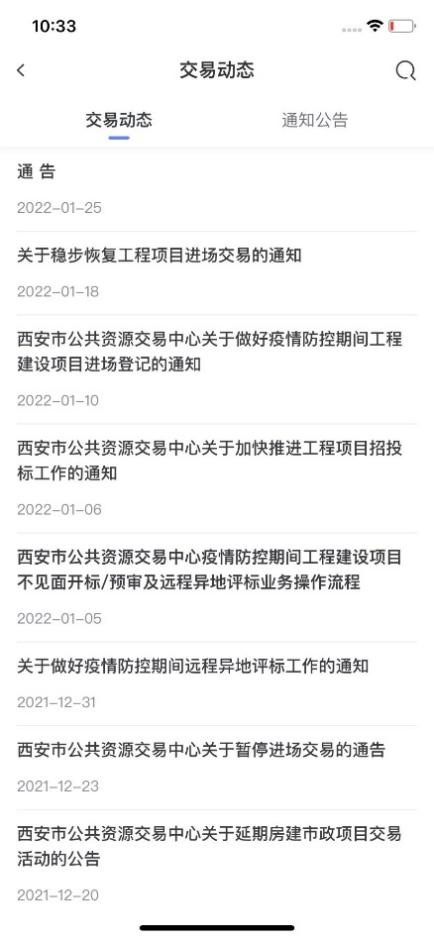 10:33
交易动态
交易动态
通知公告
通 告
2022-01-25
关于稳步恢复工程项目进场交易的通知
2022-01-18
西安市公共资源交易中心关于做好疫情防控期间工程
建设项目进场登记的通知
2022-01-10
西安市公共资源交易中心关于加快推进工程项目招投
标工作的通知
2022-01-06
西安市公共资源交易中心疫情防控期间工程建设项目
不见面开标/预审及远程异地评标业务操作流程
2022-01-05
关于做好疫情防控期间远程异地评标工作的通知
2021-12-31
西安市公共资源交易中心关于暂停进场交易的通告
2021-12-23
西安市公共资源交易中心关于延期房建市政项目交易
活动的公告
2021-12-20